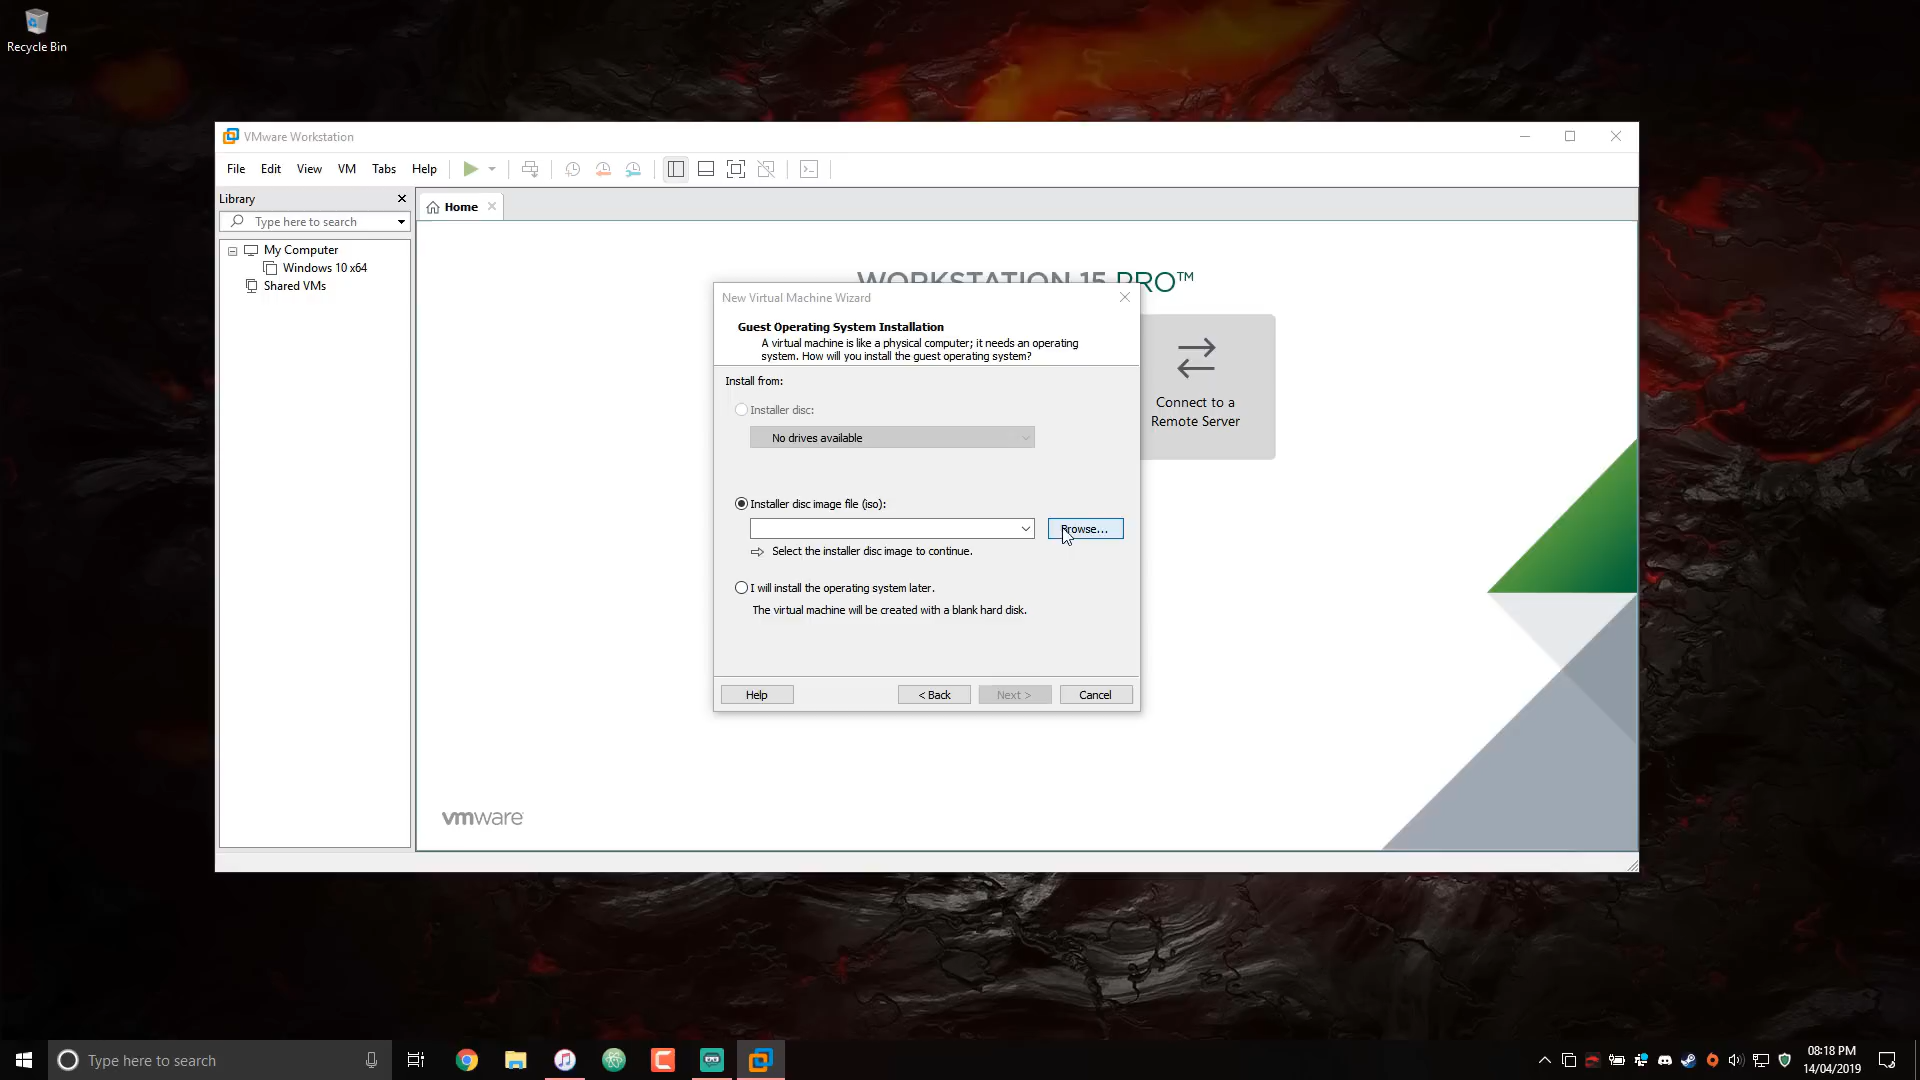 Recycle Bin
VMware Workstation
File Edit View VM Tabs Help
Library
Type here to search
My Computer
Windows 10 x64
Shared VMs
Home
WORKSTATION 15 PRO™
New Virtual Machine Wizard
Guest Operating System Installation
A virtual machine is like a physical computer; it needs an operating
system. How will you install the guest operating system?
Install from:
Installer disc:
No drives available
Installer disc image file (iso):
Browse...
Select the installer disc image to continue.
I will install the operating system later.
The virtual machine will be created with a blank hard disk.
Help
< Back
Next >
Cancel
Connect to a
Remote Server
vmware
Type here to search
08:18 PM
14/04/2019